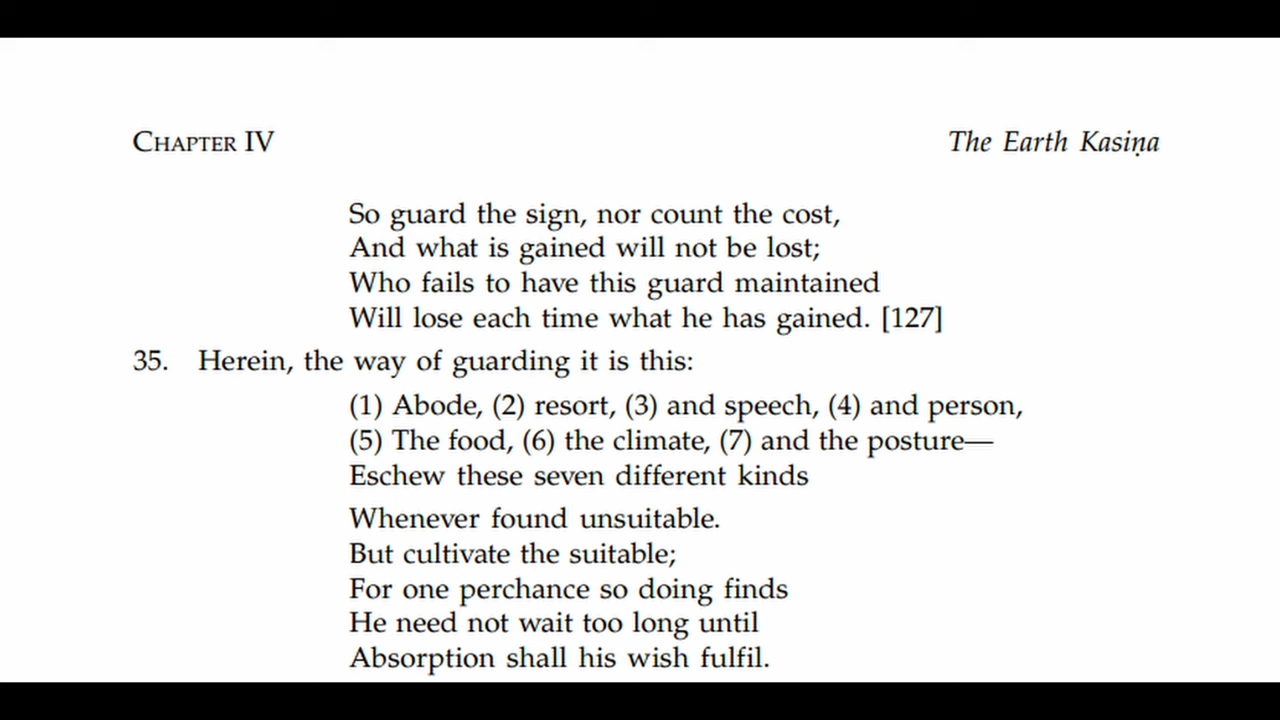 CHAPTER IV The Earth Kasiṇa
So guard the sign, nor count the cost,
And what is gained will not be lost;
Who fails to have this guard maintained
Will lose each time what he has gained. [127]
35. Herein, the way of guarding it is this:
(1) Abode, (2) resort, (3) and speech, (4) and person,
(5) The food, (6) the climate, (7) and the posture—
Eschew these seven different kinds
Whenever found unsuitable.
But cultivate the suitable;
For one perchance so doing finds
He need not wait too long until
Absorption shall his wish fulfil.